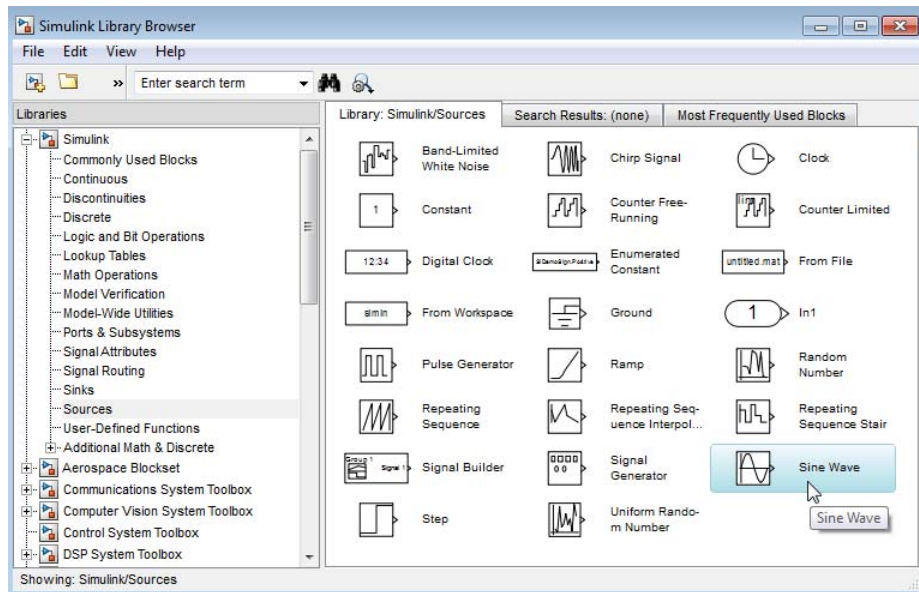 Simulink Library Browser
File Edit View Help
» Enter search term
Libraries
Simulink
Commonly Used Blocks
Continuous
Discontinuities
Discrete
Logic and Bit Operations
Lookup Tables
Math Operations
Model Verification
Model-Wide Utilities
Ports & Subsystems
Signal Attributes
Signal Routing
Sinks
Sources
User-Defined Functions
Additional Math & Discrete
Aerospace Blockset
Communications System Toolbox
Computer Vision System Toolbox
Control System Toolbox
DSP System Toolbox
Library: Simulink/Sources Search Results: (none) Most Frequently Used Blocks
Band-Limited
White Noise
Chirp Signal
Clock
1
Constant
Counter Free-
Running
lim
Counter Limited
12:34
Digital Clock
Enumerated
Constant
untitled.mat
From File
simin
From Workspace
Ground
1
In1
Pulse Generator
Ramp
Random
Number
Repeating
Sequence
Repeating Seq-
uence Interpol...
Repeating
Sequence Stair
Group 1
Signal 1
Signal Builder
Signal
Generator
Sine Wave
Step
Uniform Rando-
m Number
Sine Wave
Showing: Simulink/Sources